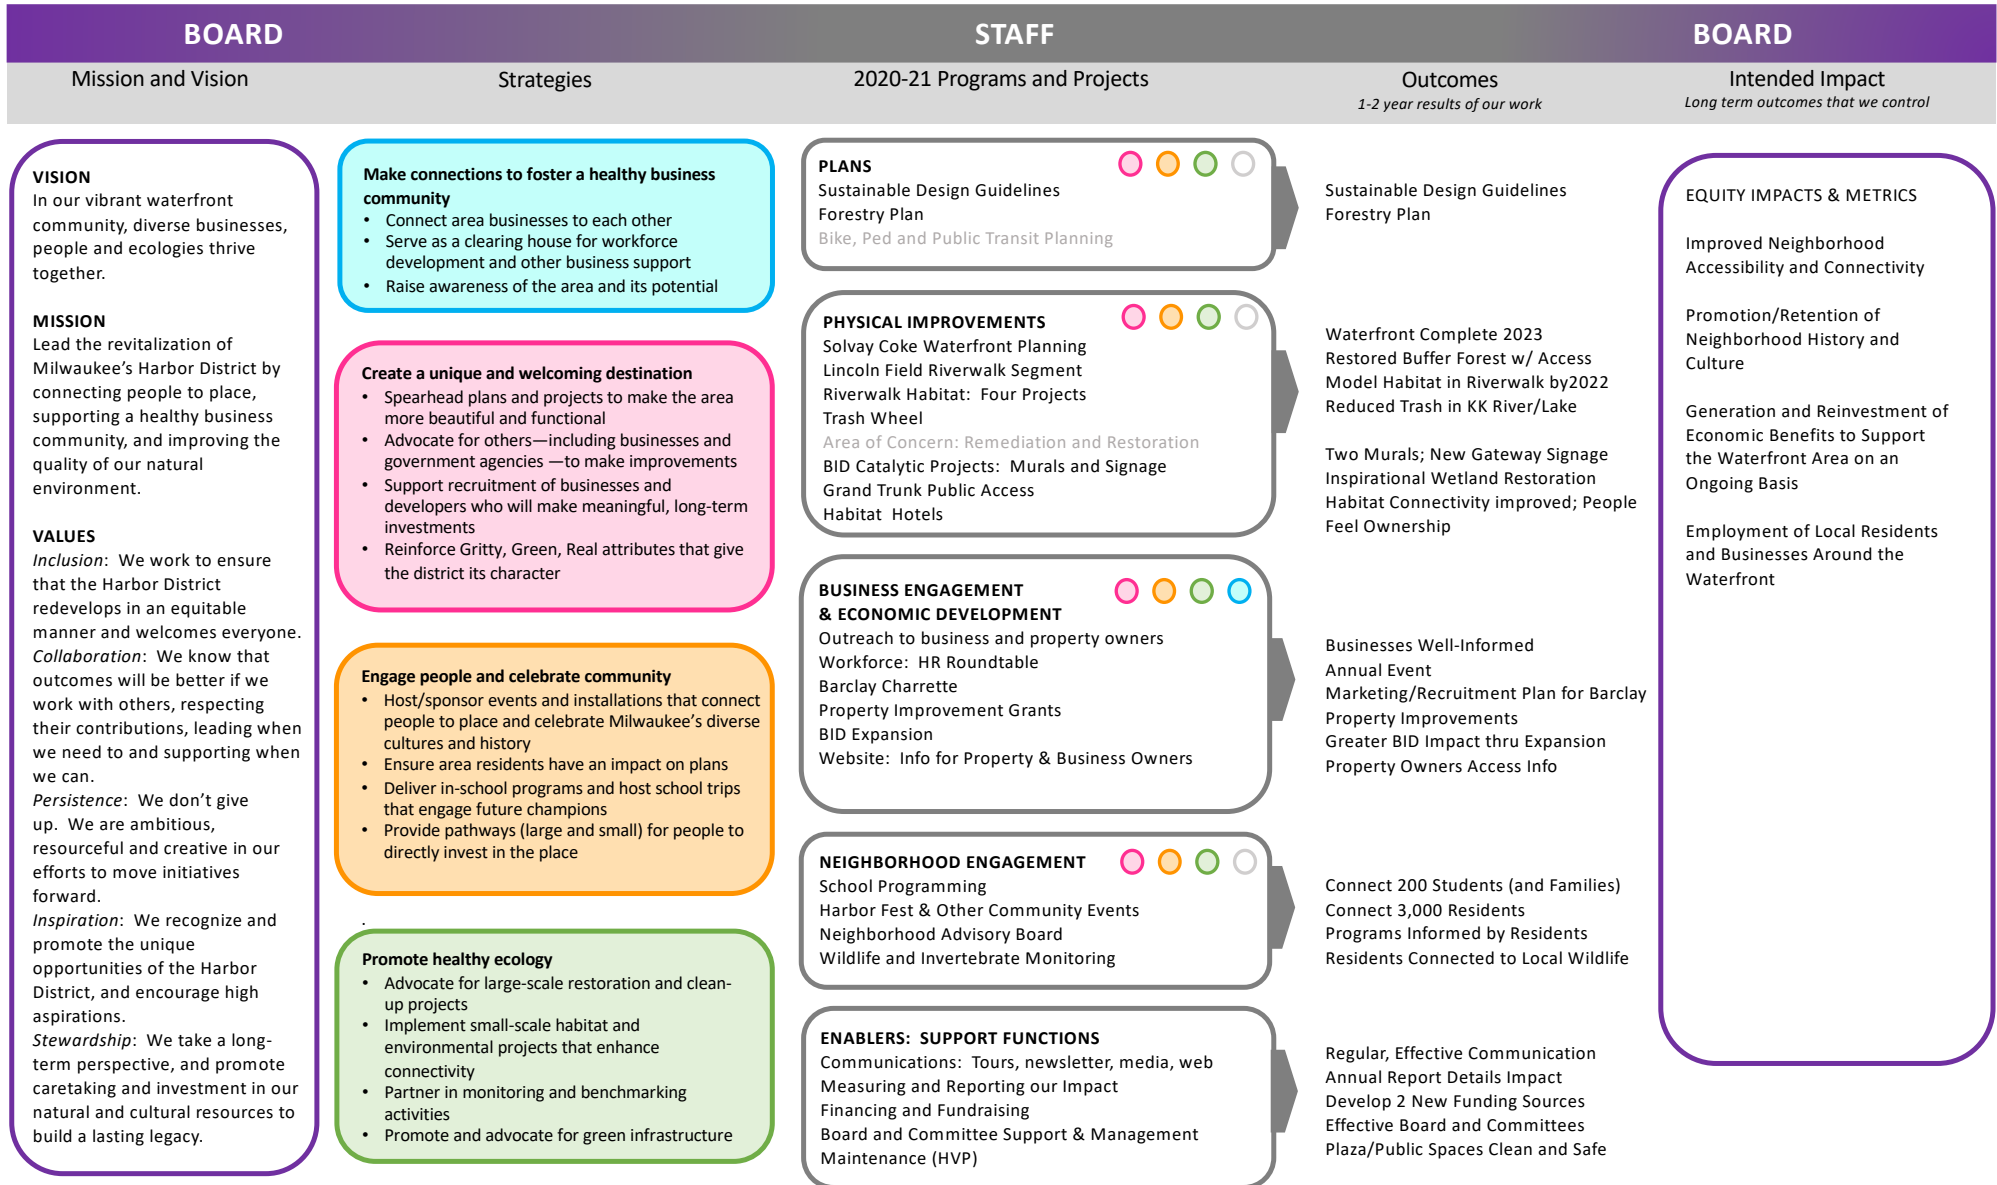 BOARD
STAFF
BOARD
Mission and Vision
Strategies
2020-21 Programs and Projects
Outcomes
1-2 year results of our work
Intended Impact
Long term outcomes that we control
VISION
In our vibrant waterfront
community, diverse businesses,
people and ecologies thrive
together.
MISSION
Lead the revitalization of
Milwaukee’s Harbor District by
connecting people to place,
supporting a healthy business
community, and improving the
quality of our natural
environment.
VALUES
Inclusion:  We work to ensure
that the Harbor District
redevelops in an equitable
manner and welcomes everyone.
Collaboration:  We know that
outcomes will be better if we
work with others, respecting
their contributions, leading when
we need to and supporting when
we can.
Persistence:  We don’t give
up.  We are ambitious,
resourceful and creative in our
efforts to move initiatives
forward.
Inspiration:  We recognize and
promote the unique
opportunities of the Harbor
District, and encourage high
aspirations.
Stewardship:  We take a long-
term perspective, and promote
caretaking and investment in our
natural and cultural resources to
build a lasting legacy.
Make connections to foster a healthy business
community
• Connect area businesses to each other
• Serve as a clearing house for workforce
development and other business support
• Raise awareness of the area and its potential
Create a unique and welcoming destination
• Spearhead plans and projects to make the area
more beautiful and functional
• Advocate for others—including businesses and
government agencies —to make improvements
• Support recruitment of businesses and
developers who will make meaningful, long-term
investments
• Reinforce Gritty, Green, Real attributes that give
the district its character
Engage people and celebrate community
• Host/sponsor events and installations that connect
people to place and celebrate Milwaukee’s diverse
cultures and history
• Ensure area residents have an impact on plans
• Deliver in-school programs and host school trips
that engage future champions
• Provide pathways (large and small) for people to
directly invest in the place
.
Promote healthy ecology
• Advocate for large-scale restoration and clean-
up projects
• Implement small-scale habitat and
environmental projects that enhance
connectivity
• Partner in monitoring and benchmarking
activities
• Promote and advocate for green infrastructure
PLANS
Sustainable Design Guidelines
Forestry Plan
Bike, Ped and Public Transit Planning
PHYSICAL IMPROVEMENTS
Solvay Coke Waterfront Planning
Lincoln Field Riverwalk Segment
Riverwalk Habitat:  Four Projects
Trash Wheel
Area of Concern: Remediation and Restoration
BID Catalytic Projects:  Murals and Signage
Grand Trunk Public Access
Habitat  Hotels
BUSINESS ENGAGEMENT
& ECONOMIC DEVELOPMENT
Outreach to business and property owners
Workforce:  HR Roundtable
Barclay Charrette
Property Improvement Grants
BID Expansion
Website:  Info for Property & Business Owners
NEIGHBORHOOD ENGAGEMENT
School Programming
Harbor Fest & Other Community Events
Neighborhood Advisory Board
Wildlife and Invertebrate Monitoring
ENABLERS:  SUPPORT FUNCTIONS
Communications:  Tours, newsletter, media, web
Measuring and Reporting our Impact
Financing and Fundraising
Board and Committee Support & Management
Maintenance (HVP)
Sustainable Design Guidelines
Forestry Plan
Waterfront Complete 2023
Restored Buffer Forest w/ Access
Model Habitat in Riverwalk by2022
Reduced Trash in KK River/Lake
Two Murals; New Gateway Signage
Inspirational Wetland Restoration
Habitat Connectivity improved; People
Feel Ownership
Businesses Well-Informed
Annual Event
Marketing/Recruitment Plan for Barclay
Property Improvements
Greater BID Impact thru Expansion
Property Owners Access Info
Connect 200 Students (and Families)
Connect 3,000 Residents
Programs Informed by Residents
Residents Connected to Local Wildlife
Regular, Effective Communication
Annual Report Details Impact
Develop 2 New Funding Sources
Effective Board and Committees
Plaza/Public Spaces Clean and Safe
EQUITY IMPACTS & METRICS
Improved Neighborhood
Accessibility and Connectivity
Promotion/Retention of
Neighborhood History and
Culture
Generation and Reinvestment of
Economic Benefits to Support
the Waterfront Area on an
Ongoing Basis
Employment of Local Residents
and Businesses Around the
Waterfront